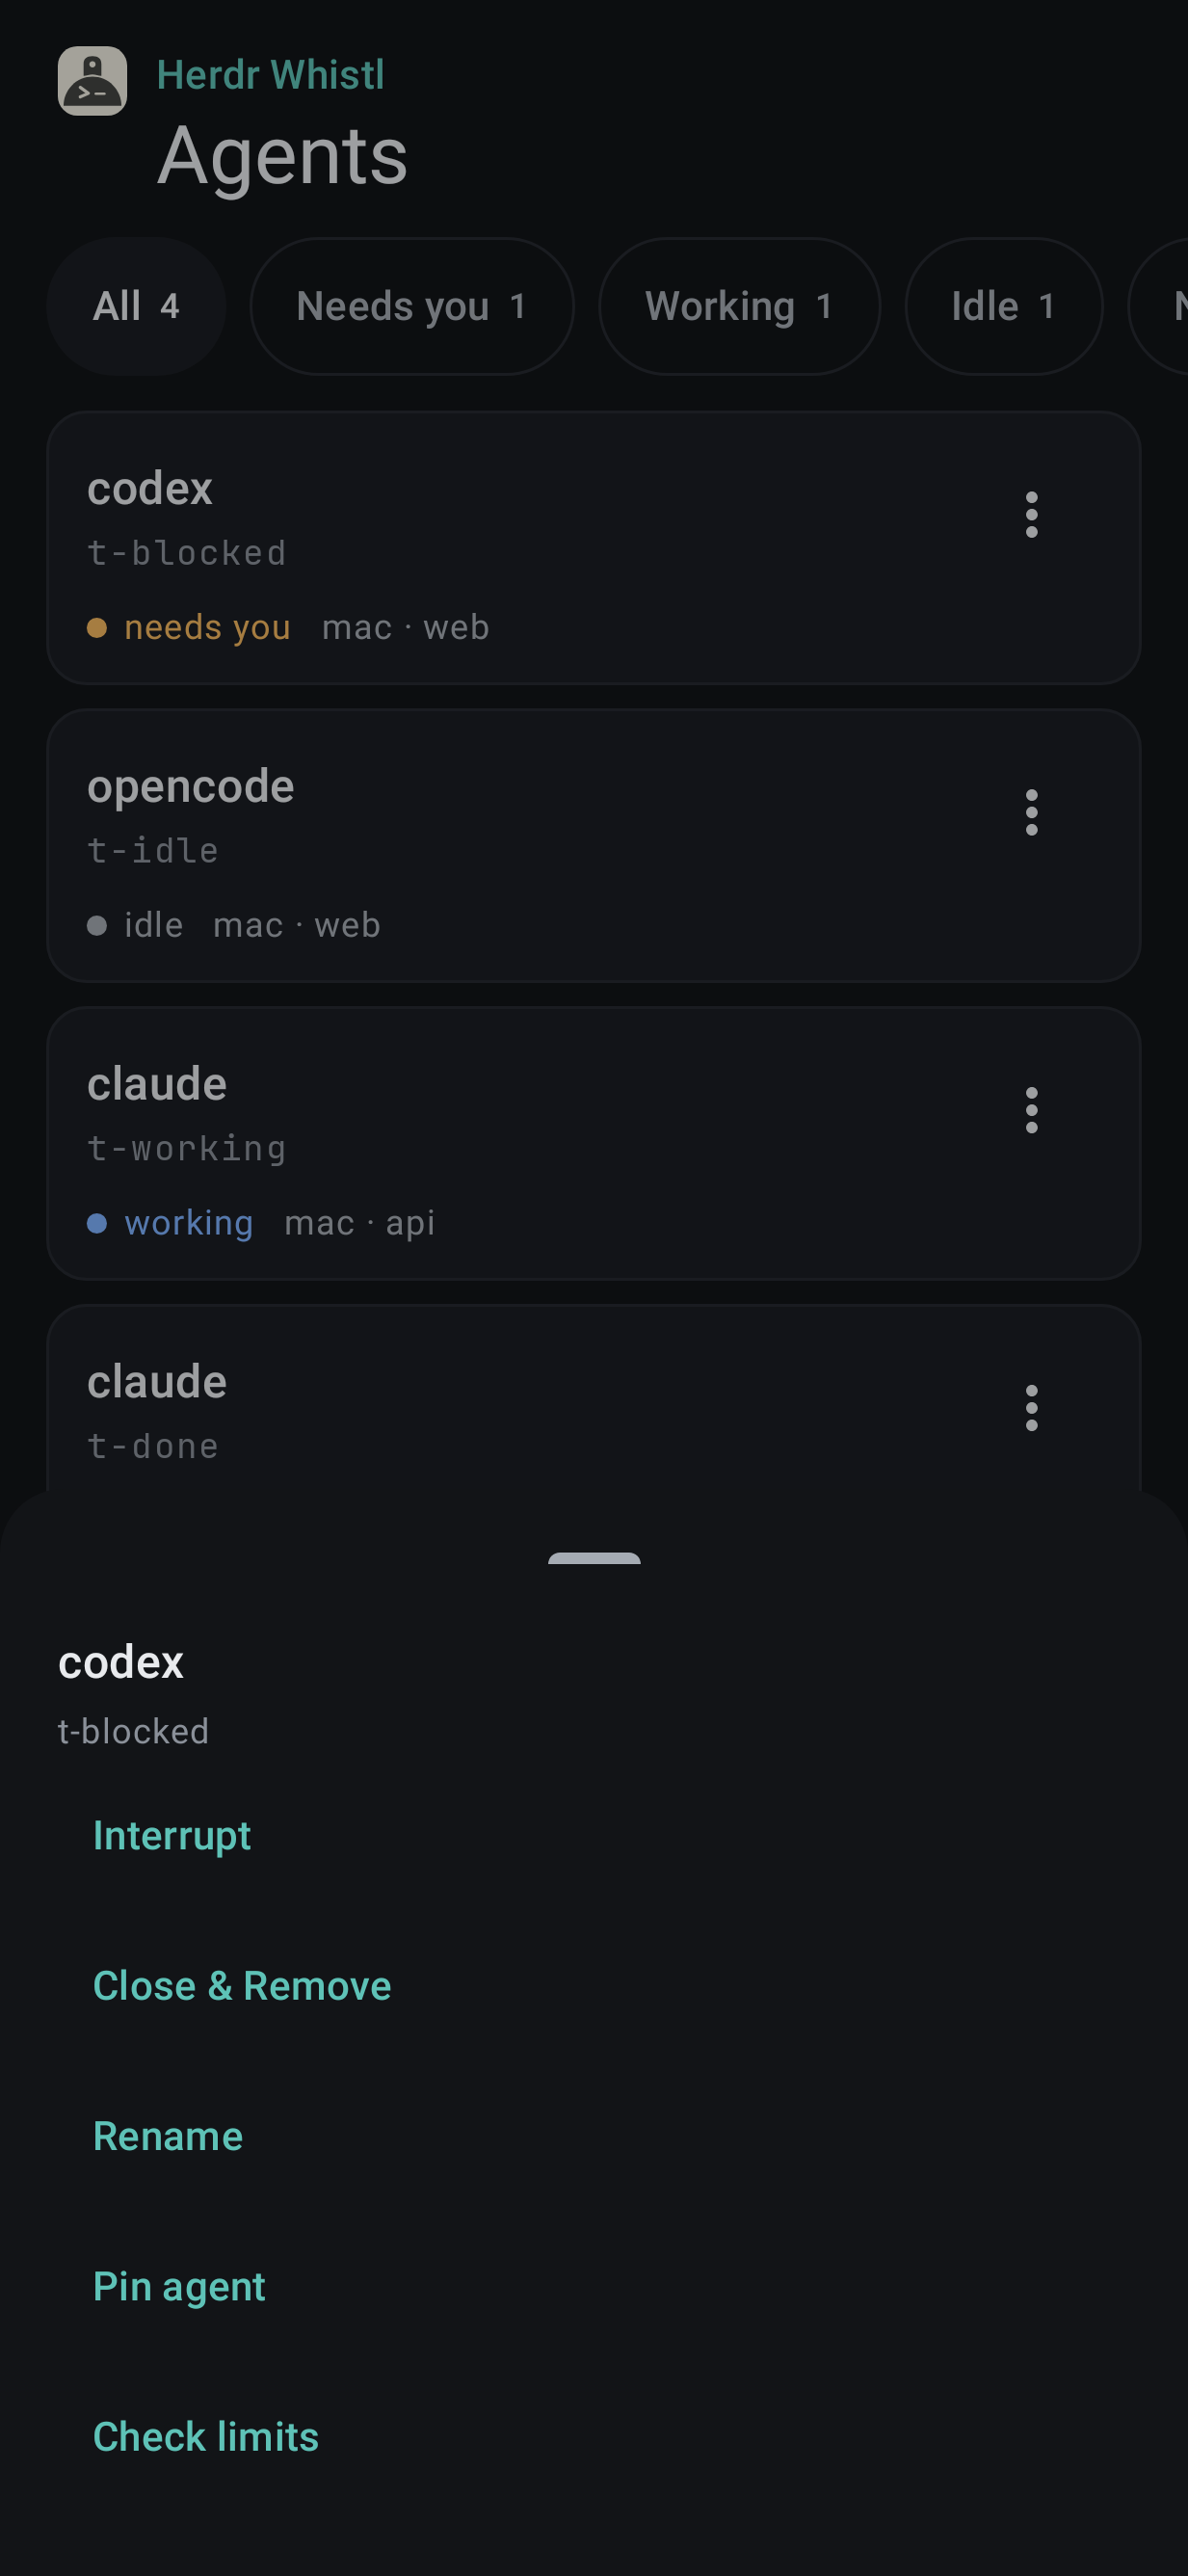 Herdr Whistl
Agents
All 4
Needs you 1
Working 1
Idle 1
codex
t-blocked
needs you mac · web
opencode
t-idle
idle mac · web
claude
t-working
working mac · api
claude
t-done
codex
t-blocked
Interrupt
Close & Remove
Rename
Pin agent
Check limits